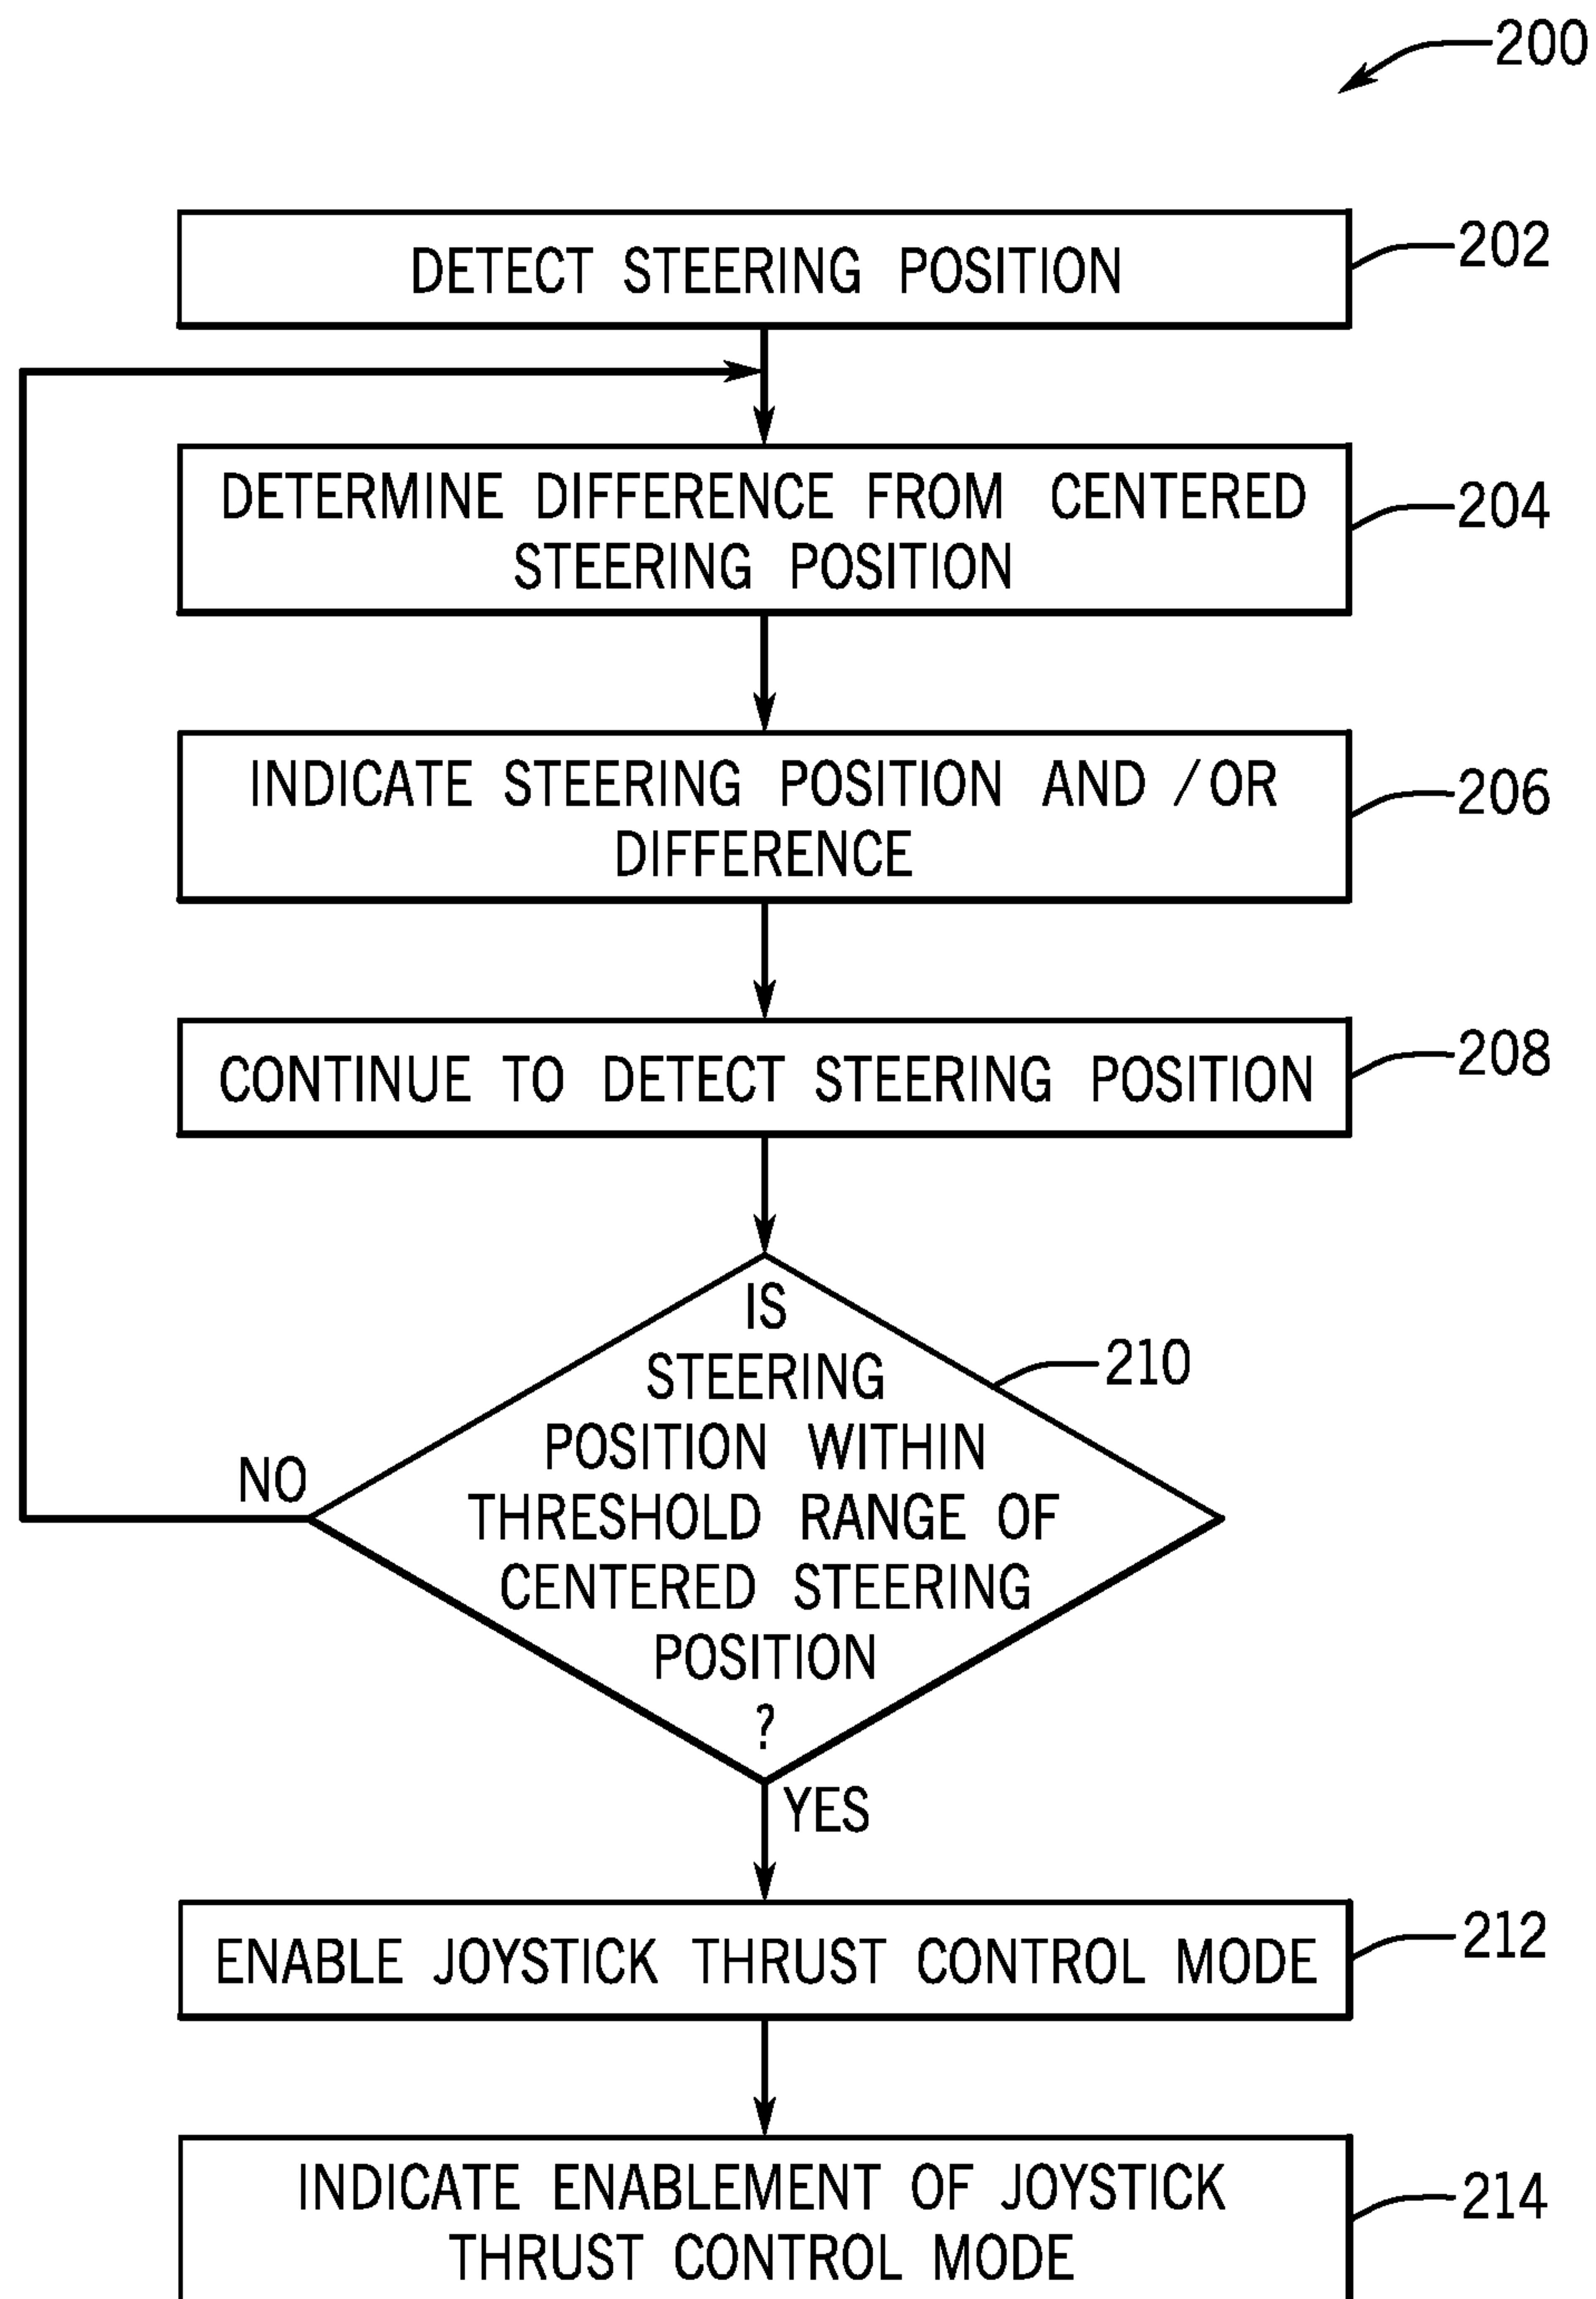 200
DETECT STEERING POSITION
202
DETERMINE DIFFERENCE FROM CENTERED
STEERING POSITION
204
INDICATE STEERING POSITION AND /OR
DIFFERENCE
206
CONTINUE TO DETECT STEERING POSITION
208
IS
STEERING
POSITION WITHIN
THRESHOLD RANGE OF
CENTERED STEERING
POSITION
?
210
NO
YES
ENABLE JOYSTICK THRUST CONTROL MODE
212
INDICATE ENABLEMENT OF JOYSTICK
THRUST CONTROL MODE
214